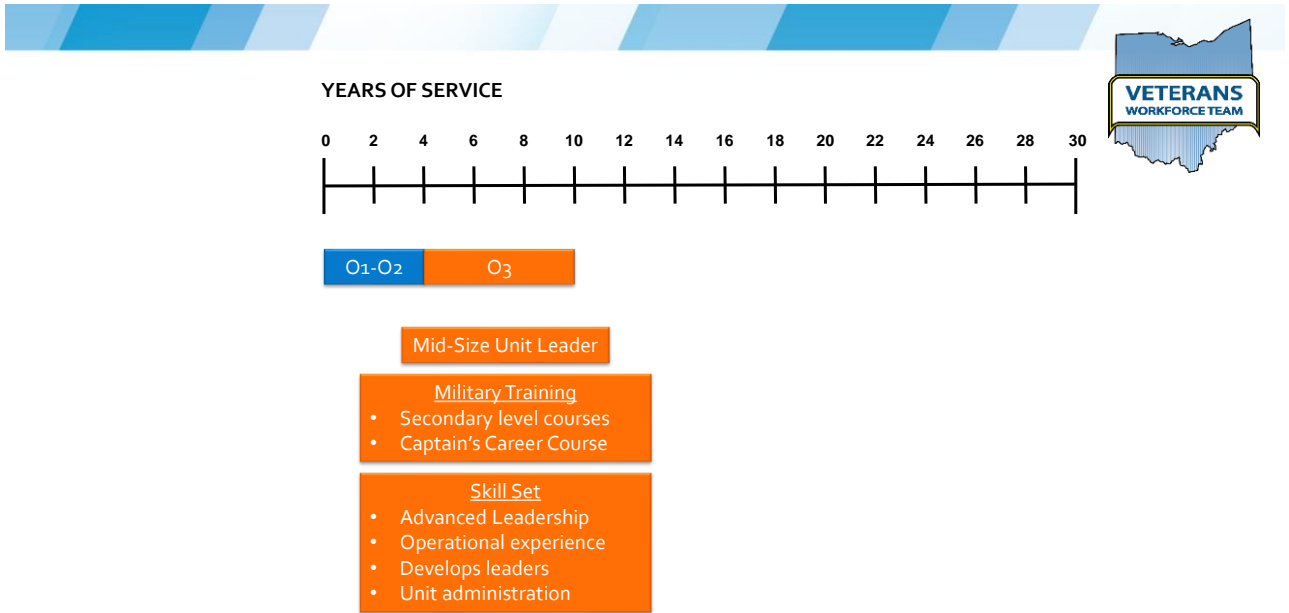 VETERANS
WORKFORCE TEAM
YEARS OF SERVICE
0 2 4 6 8 10 12 14 16 18 20 22 24 26 28 30
O1-O2 O3
Mid-Size Unit Leader
Military Training
• Secondary level courses
• Captain’s Career Course
Skill Set
• Advanced Leadership
• Operational experience
• Develops leaders
• Unit administration